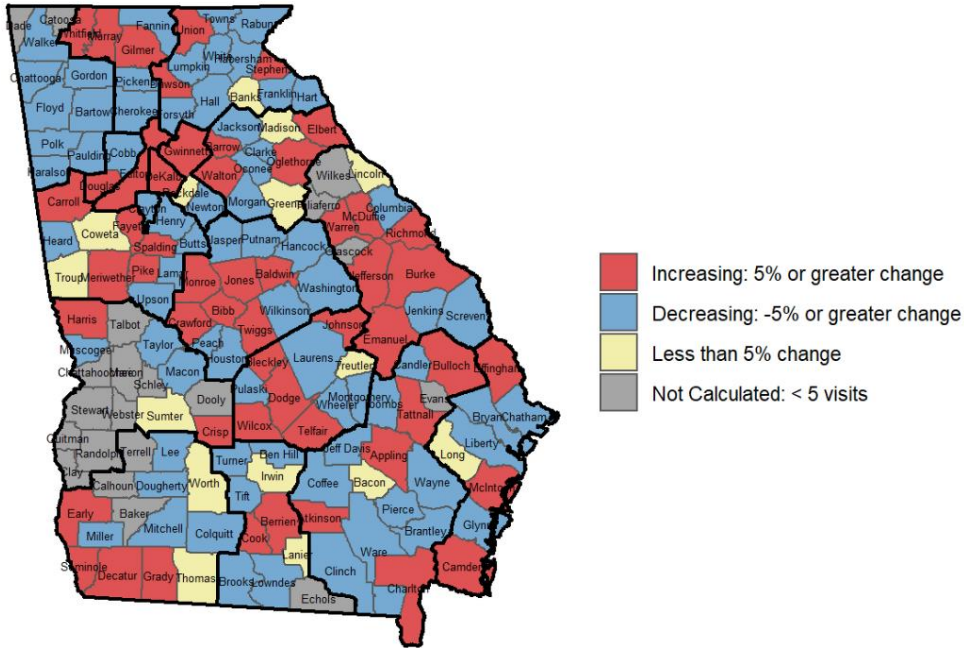 Dade
Catoosa
Walker
Whitfield
Murray
Fannin
Union
Towns
Rabun
Gilmer
White
Habersham
Lumpkin
Stephens
Chattooga
Gordon
Pickens
Dawson
Hall
Banks
Franklin
Hart
Floyd
Bartow
Cherokee
Forsyth
Jackson
Madison
Elbert
Polk
Paulding
Cobb
Gwinnett
Barrow
Clarke
Oglethorpe
Oconee
Wilkes
Lincoln
Haralson
Douglas
Fulton
DeKalb
Walton
Rockdale
Newton
Morgan
Greene
Taliaferro
Columbia
McDuffie
Carroll
Clayton
Henry
Warren
Richmond
Heard
Coweta
Fayette
Spalding
Butts
Jasper
Putnam
Hancock
Glascock
Troup
Meriwether
Pike
Lamar
Monroe
Jones
Baldwin
Jefferson
Burke
Upson
Washington
Harris
Talbot
Crawford
Bibb
Twiggs
Wilkinson
Johnson
Emanuel
Jenkins
Screven
Muscogee
Taylor
Peach
Houston
Bleckley
Laurens
Treutlen
Chattahoochee
Marion
Macon
Candler
Bulloch
Effingham
Schley
Pulaski
Dodge
Wheeler
Montgomery
Toombs
Evans
Stewart
Webster
Sumter
Dooly
Tattnall
Bryan
Chatham
Crisp
Wilcox
Telfair
Liberty
Quitman
Randolph
Terrell
Lee
Turner
Ben Hill
Jeff Davis
Appling
Long
Clay
Calhoun
Dougherty
Worth
Irwin
Coffee
Bacon
Wayne
McIntosh
Early
Baker
Tift
Pierce
Miller
Mitchell
Colquitt
Berrien
Atkinson
Brantley
Glynn
Cook
Ware
Seminole
Decatur
Grady
Thomas
Brooks
Lowndes
Lanier
Clinch
Charlton
Camden
Echols
Increasing: 5% or greater change
Decreasing: -5% or greater change
Less than 5% change
Not Calculated: < 5 visits